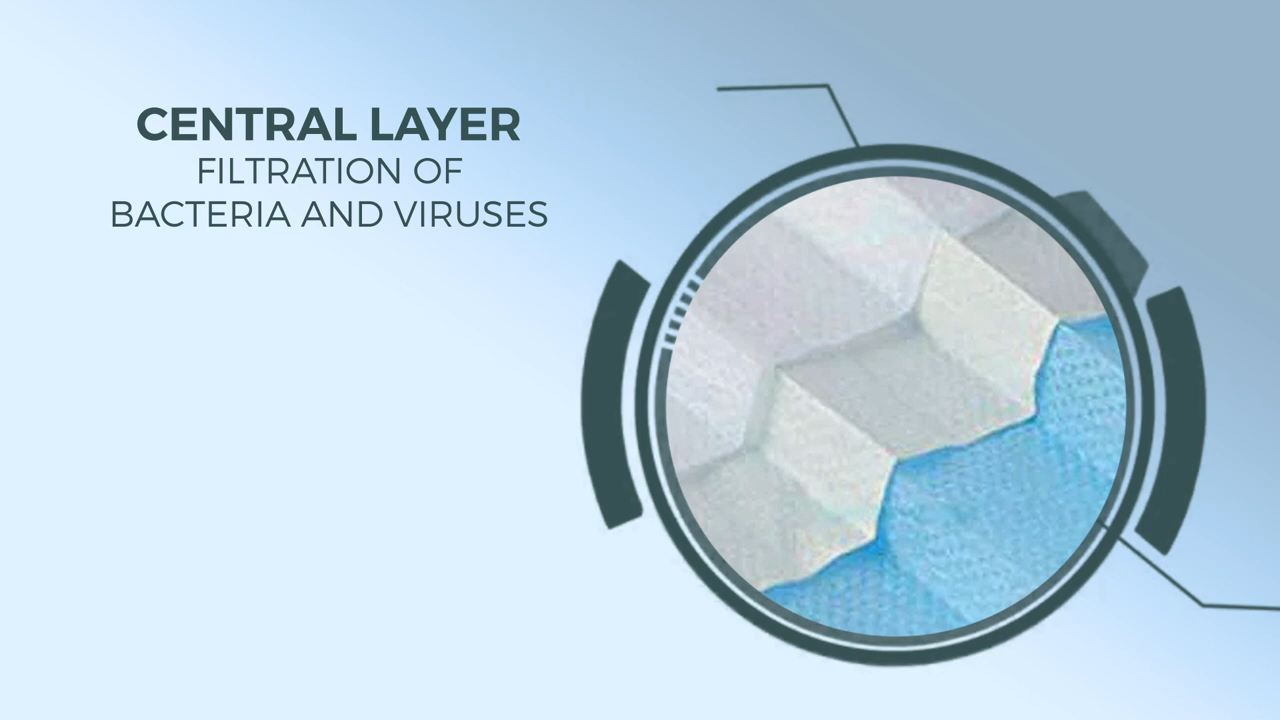 CENTRAL LAYER
FILTRATION OF
BACTERIA AND VIRUSES